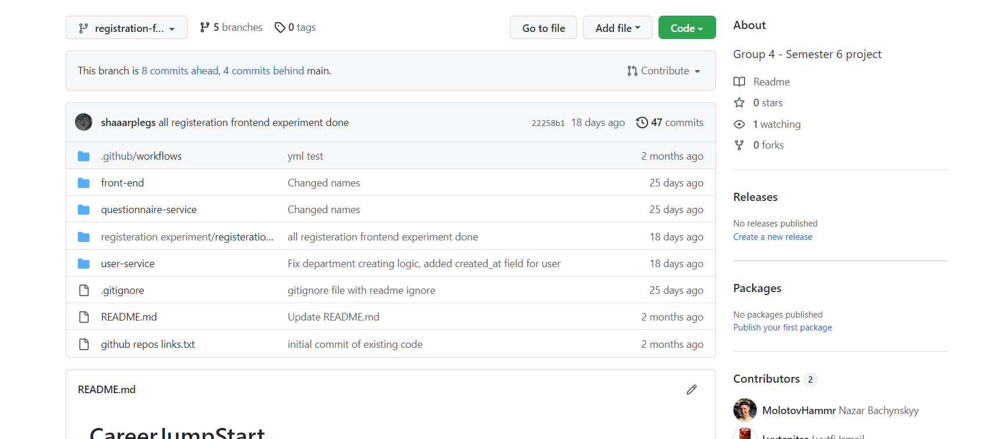 registration-f... 5 branches 0 tags Go to file Add file Code
This branch is 8 commits ahead, 4 commits behind main. Contribute
shaaarplegs all registeration frontend experiment done 22258b1 18 days ago 47 commits
.github/workflows yml test 2 months ago
front-end Changed names 25 days ago
questionnaire-service Changed names 25 days ago
registeration experiment/registeratio... all registeration frontend experiment done 18 days ago
user-service Fix department creating logic, added created_at field for user 18 days ago
.gitignore gitignore file with readme ignore 25 days ago
README.md Update README.md 2 months ago
github repos links.txt initial commit of existing code 2 months ago
README.md
CareerJumpStart
About
Group 4 - Semester 6 project
Readme
0 stars
1 watching
0 forks
Releases
No releases published
Create a new release
Packages
No packages published
Publish your first package
Contributors 2
MolotovHammr Nazar Bachynskyy
Lyutenitsa Lyutfi Ismail